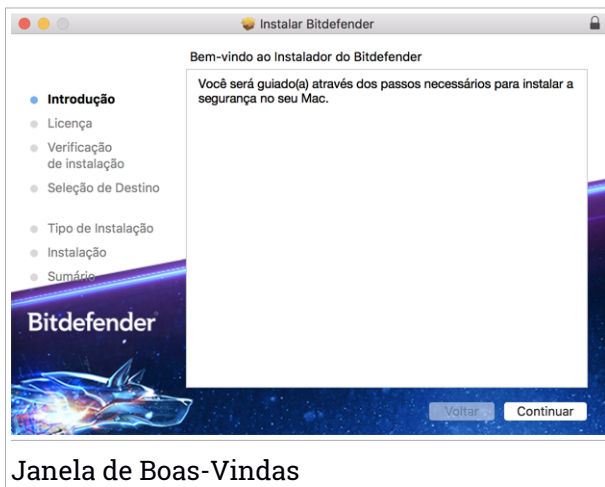 Instalar Bitdefender
Bem-vindo ao Instalador do Bitdefender
Introdução
Licença
Verificação
de instalação
Seleção de Destino
Tipo de Instalação
Instalação
Sumário
Você será guiado(a) através dos passos necessários para instalar a
segurança no seu Mac.
Bitdefender
Voltar
Continuar
Janela de Boas-Vindas